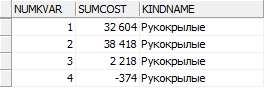 NUMKVAR SUMCOST KINDNAME
1 32 604 Рукокрылые
2 38 418 Рукокрылые
3 2 218 Рукокрылые
4 -374 Рукокрылые